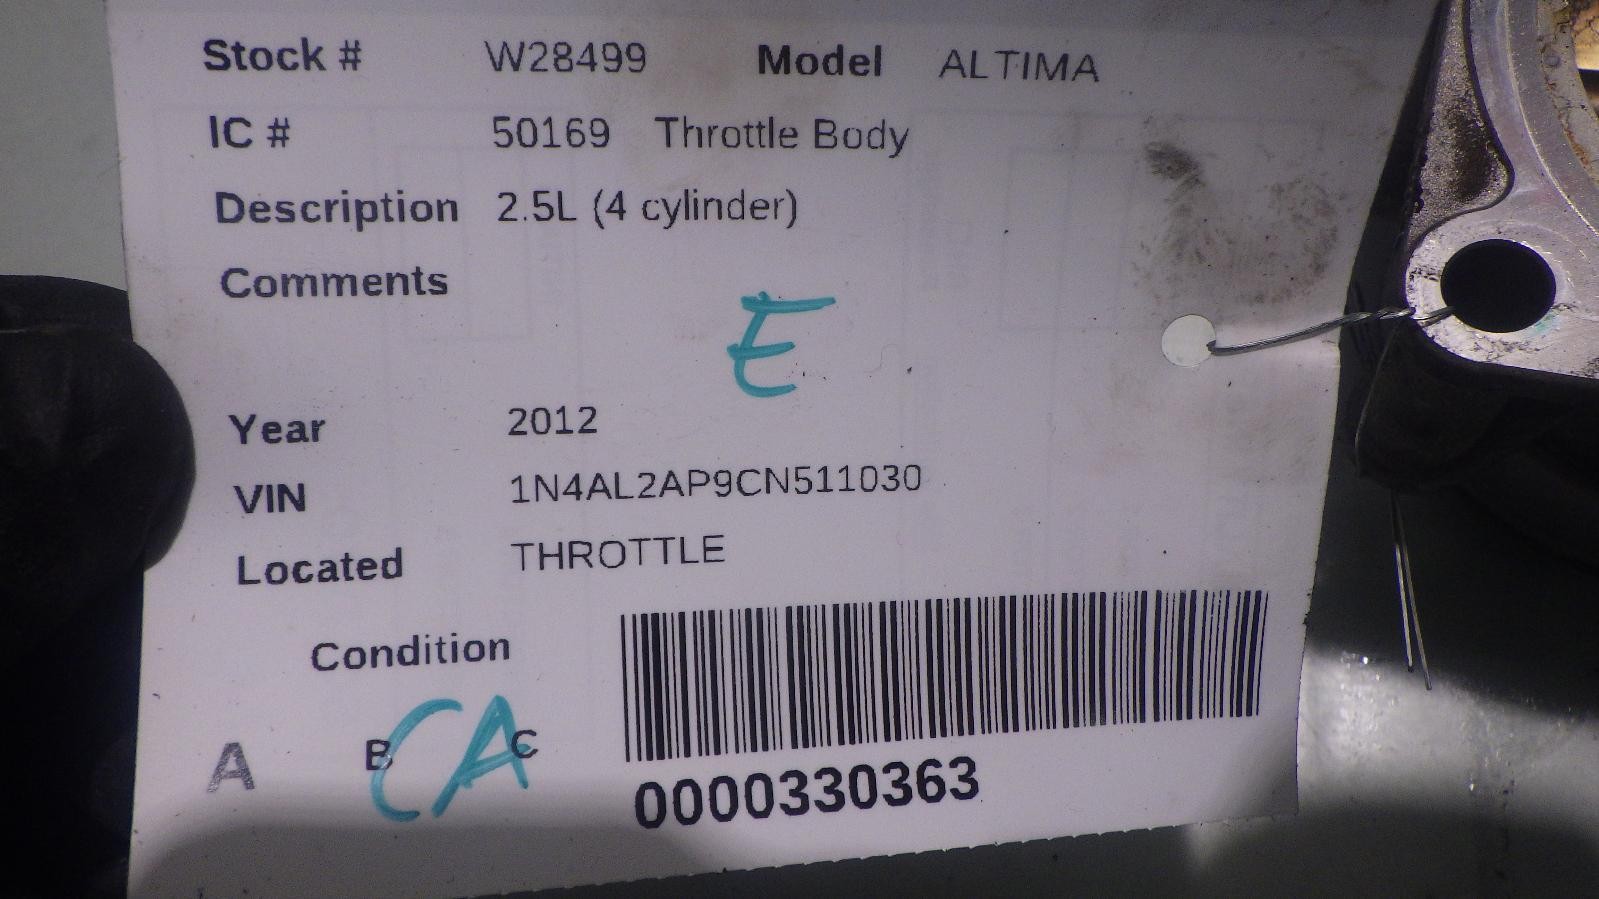 Stock # W28499 Model ALTIMA
IC # 50169 Throttle Body
Description 2.5L (4 cylinder)
Comments
E
Year 2012
VIN 1N4AL2AP9CN511030
Located THROTTLE
Condition
A B C
CA
0000330363